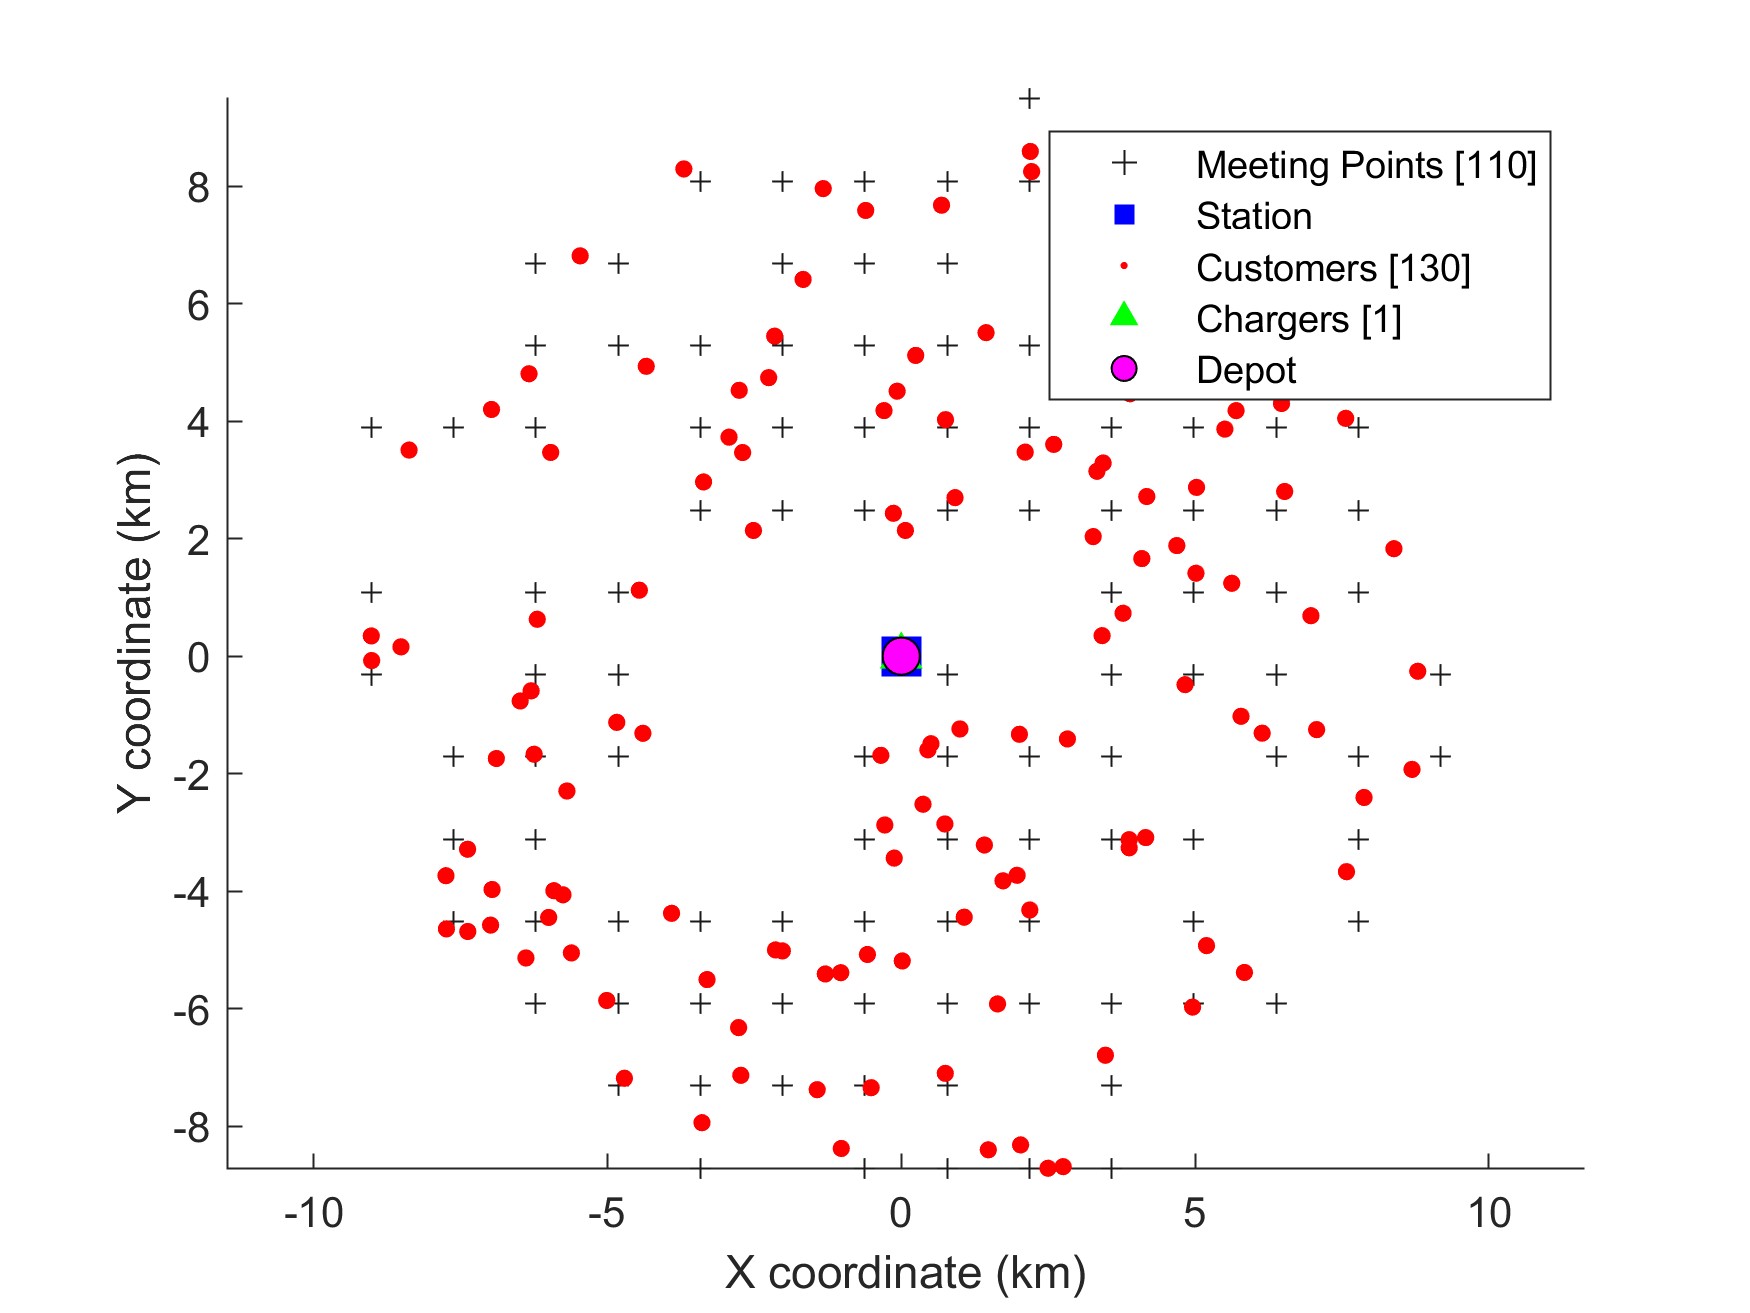 Meeting Points [110]
Station
Customers [130]
Chargers [1]
Depot
8
6
4
2
0
-2
-4
-6
-8
Y coordinate (km)
-10
-5
0
5
10
X coordinate (km)